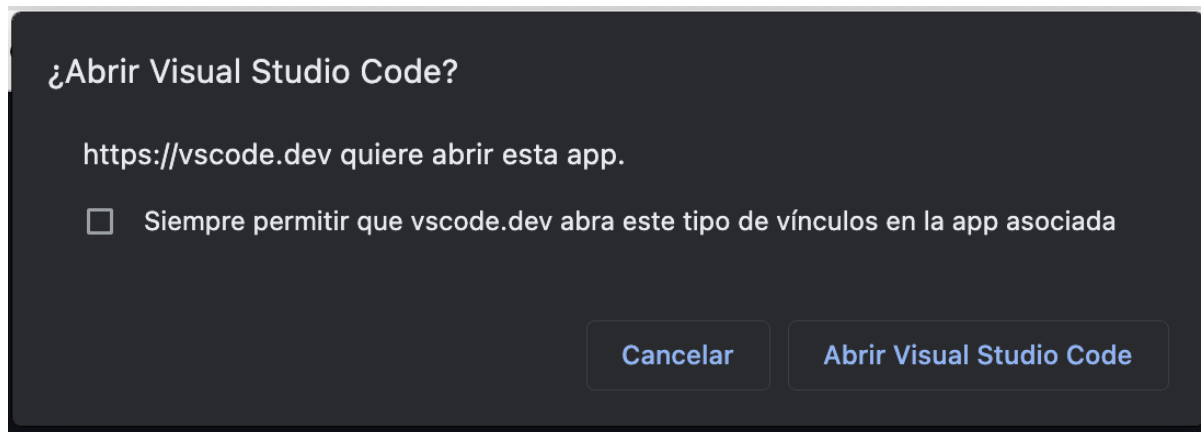 ¿Abrir Visual Studio Code?
https://vscode.dev quiere abrir esta app.
Siempre permitir que vscode.dev abra este tipo de vínculos en la app asociada
Cancelar
Abrir Visual Studio Code